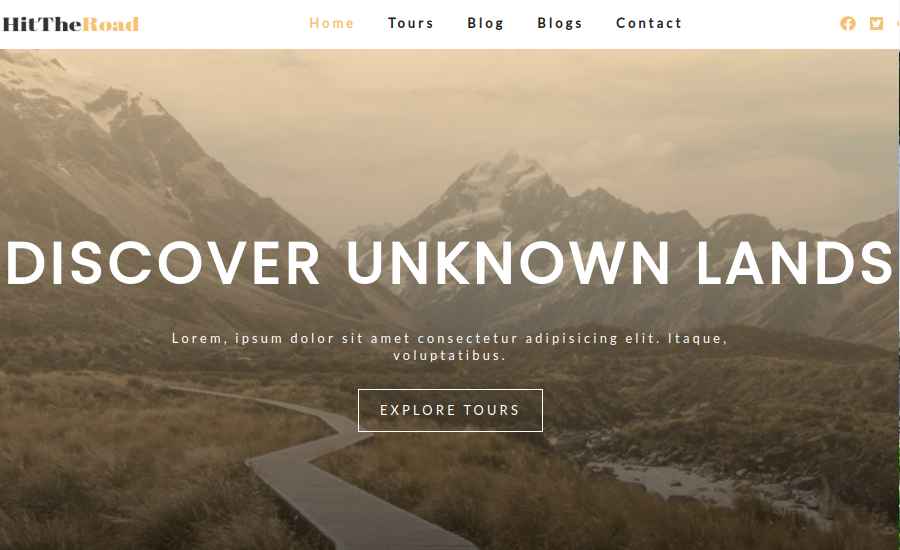 HitTheRoad Home Tours Blog Blogs Contact
DISCOVER UNKNOWN LANDS
Lorem, ipsum dolor sit amet consectetur adipisicing elit. Itaque,
voluptatibus.
EXPLORE TOURS